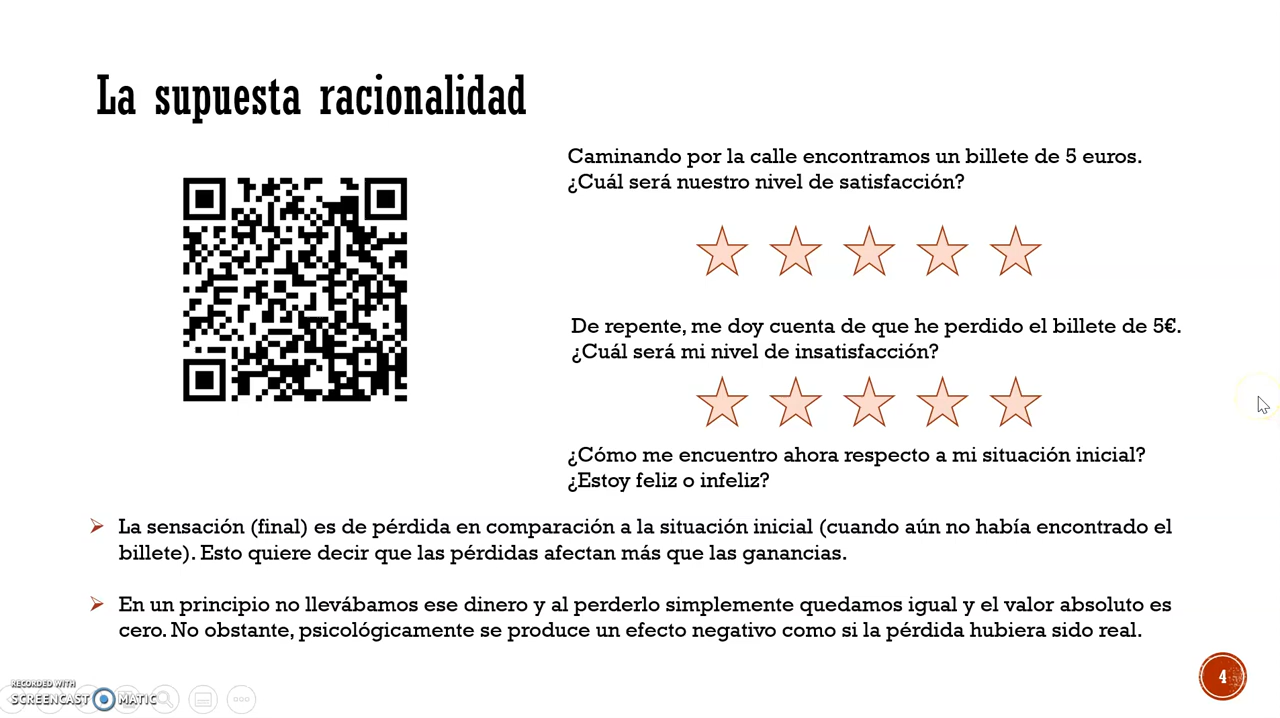 La supuesta racionalidad
Caminando por la calle encontramos un billete de 5 euros.
¿Cuál será nuestro nivel de satisfacción?
De repente, me doy cuenta de que he perdido el billete de 5€.
¿Cuál será mi nivel de insatisfacción?
¿Cómo me encuentro ahora respecto a mi situación inicial?
¿Estoy feliz o infeliz?
La sensación (final) es de pérdida en comparación a la situación inicial (cuando aún no había encontrado el
billete). Esto quiere decir que las pérdidas afectan más que las ganancias.
En un principio no llevábamos ese dinero y al perderlo simplemente quedamos igual y el valor absoluto es
cero. No obstante, psicológicamente se produce un efecto negativo como si la pérdida hubiera sido real.
4
RECORDED WITH
SCREENCAST MATIC